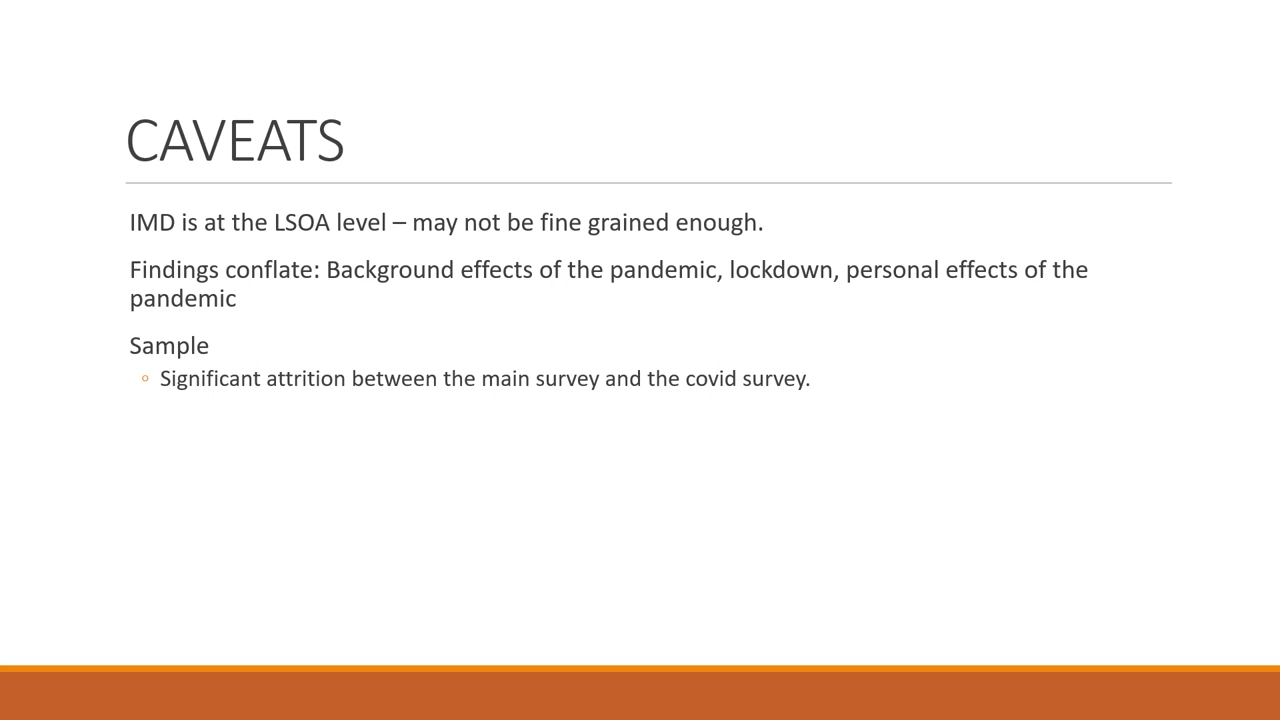 CAVEATS
IMD is at the LSOA level – may not be fine grained enough.
Findings conflate: Background effects of the pandemic, lockdown, personal effects of the
pandemic
Sample
◦ Significant attrition between the main survey and the covid survey.